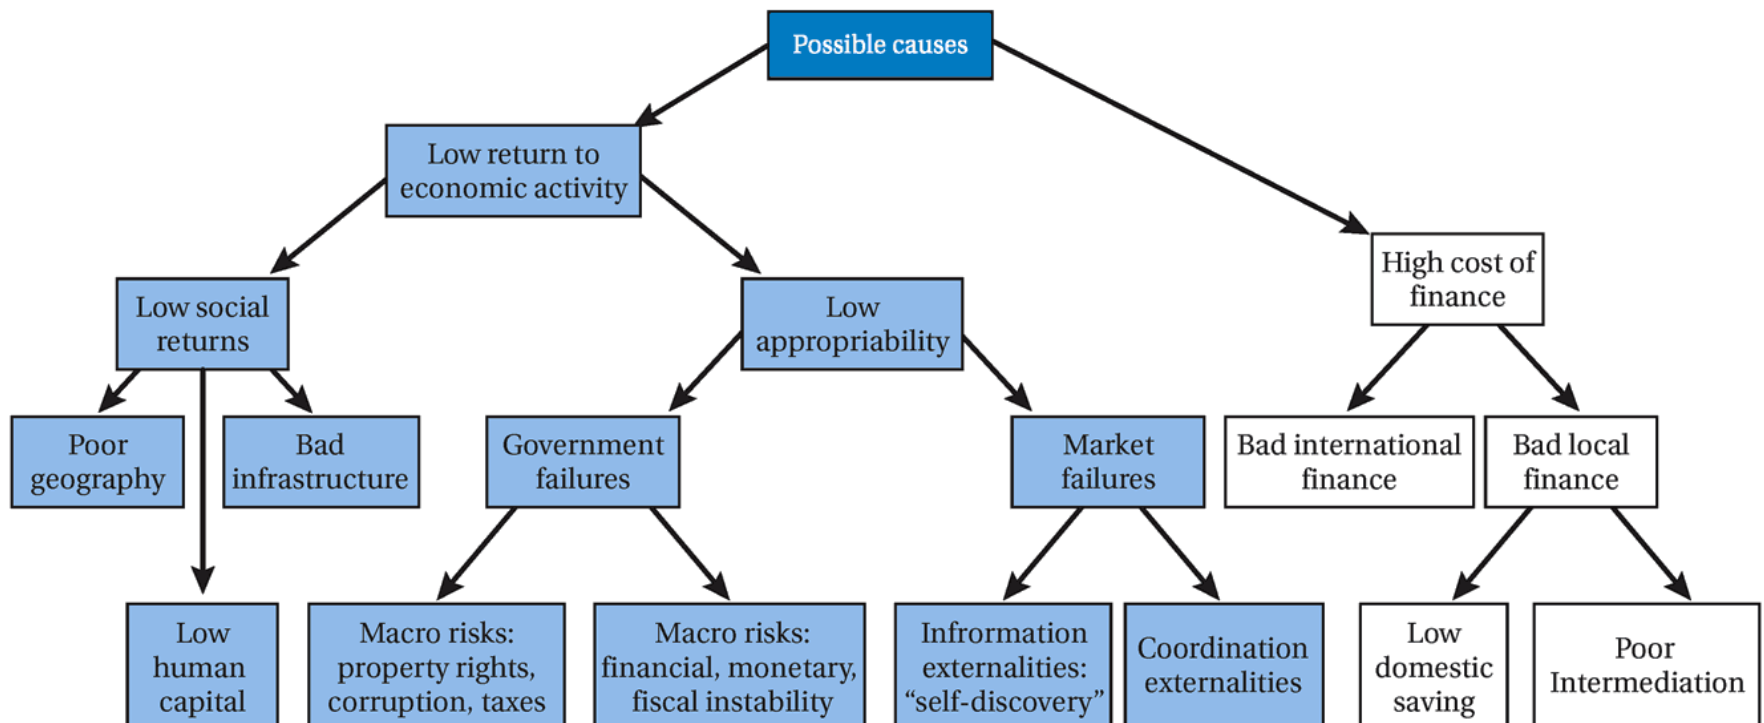 Possible causes
Low return to
economic activity
High cost of
finance
Low social
returns
Low
appropriability
Poor
geography
Bad
infrastructure
Government
failures
Market
failures
Bad international
finance
Bad local
finance
Low
human
capital
Macro risks:
property rights,
corruption, taxes
Macro risks:
financial, monetary,
fiscal instability
Infrormation
externalities:
“self-discovery”
Coordination
externalities
Low
domestic
saving
Poor
Intermediation